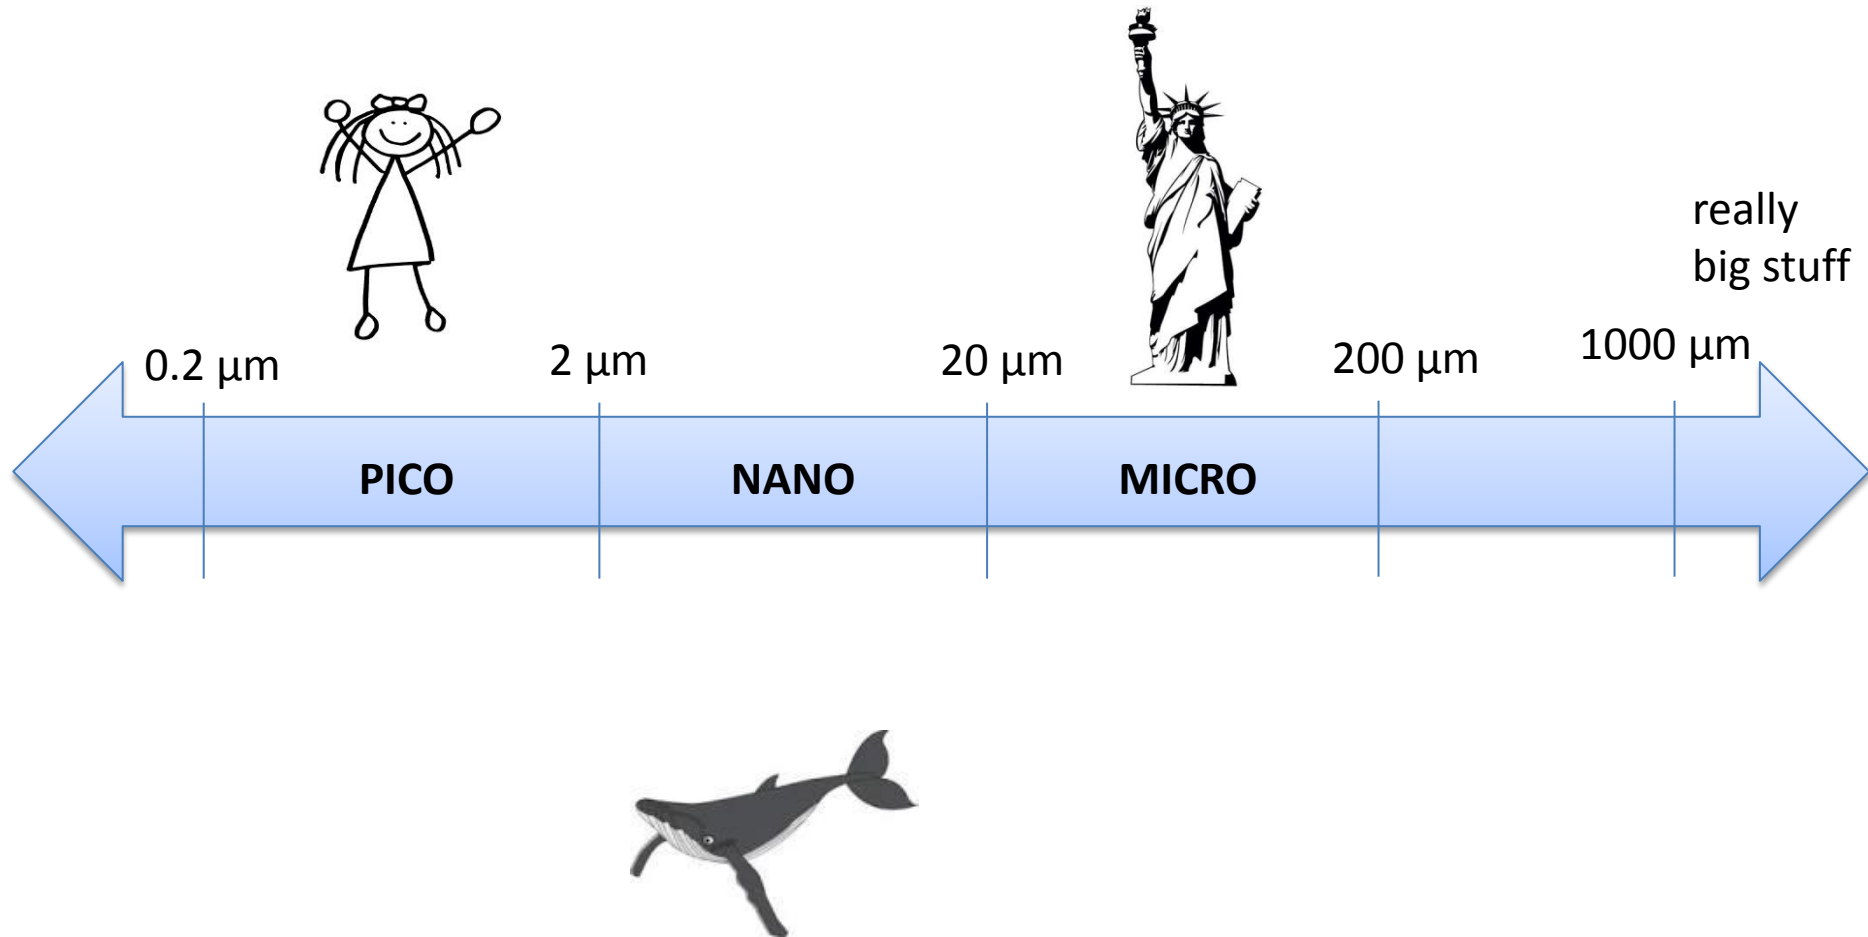 really
big stuff
0.2 µm
2 µm
20 µm
200 µm
1000 µm
PICO
NANO
MICRO